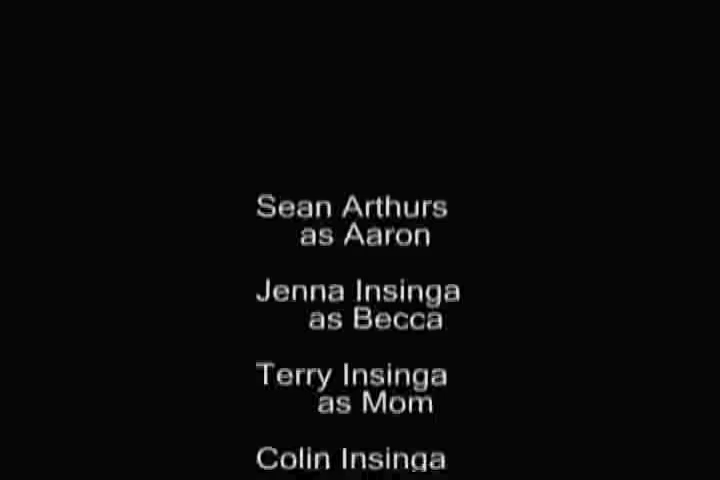 Sean Arthurs
as Aaron
Jenna Insinga
as Becca
Terry Insinga
as Mom
Colin Insinga